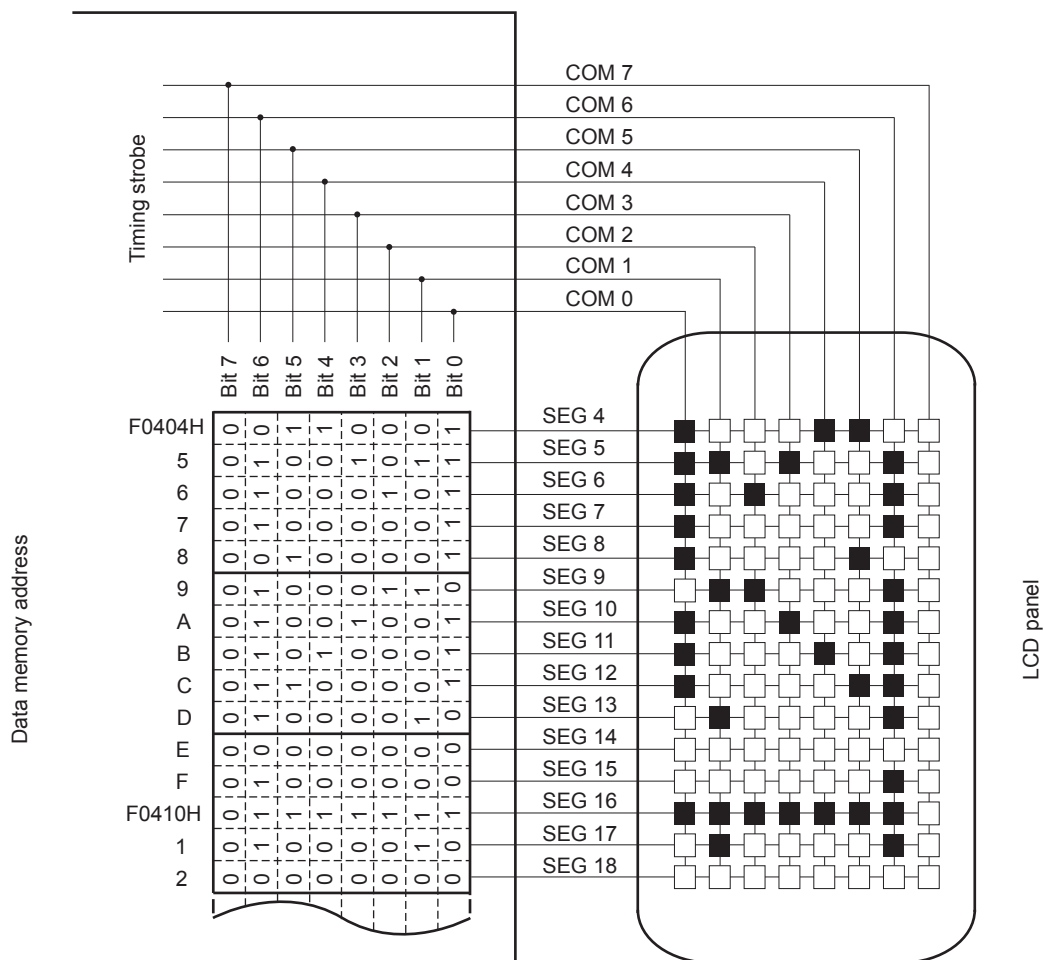 COM 7
COM 6
COM 5
COM 4
COM 3
COM 2
COM 1
COM 0
Timing strobe
Bit 7 Bit 6 Bit 5 Bit 4 Bit 3 Bit 2 Bit 1 Bit 0
F0404H 0 0 1 1 0 0 0 1 SEG 4
5 0 1 0 0 1 0 1 1 SEG 5
6 0 1 0 0 0 1 0 1 SEG 6
7 0 1 0 0 0 0 0 1 SEG 7
8 0 0 1 0 0 0 0 1 SEG 8
9 0 1 0 0 0 1 1 0 SEG 9
A 0 1 0 0 1 0 0 1 SEG 10
B 0 1 0 1 0 0 0 1 SEG 11
C 0 1 1 0 0 0 0 1 SEG 12
D 0 1 0 0 0 0 1 0 SEG 13
E 0 0 0 0 0 0 0 0 SEG 14
F 0 1 0 0 0 0 0 0 SEG 15
F0410H 0 1 1 1 1 1 1 1 SEG 16
1 0 1 0 0 0 0 1 0 SEG 17
2 0 0 0 0 0 0 0 0 SEG 18
Data memory address
LCD panel